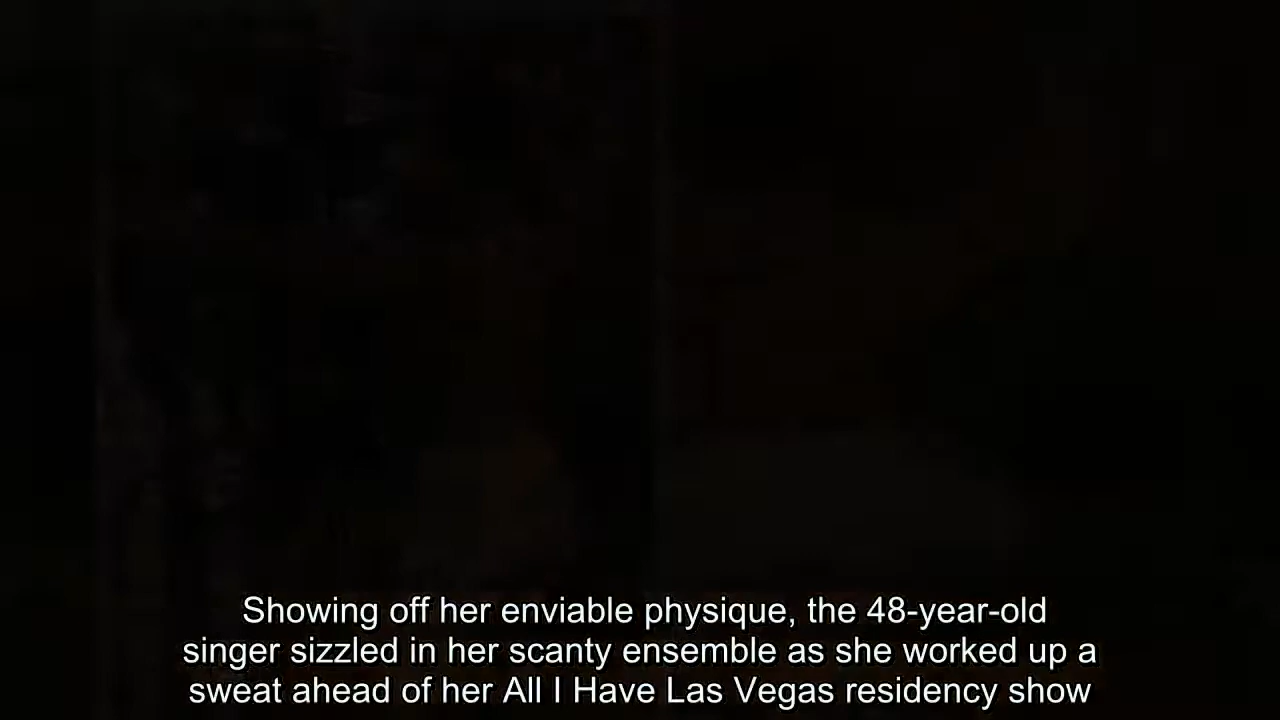 Showing off her enviable physique, the 48-year-old
singer sizzled in her scanty ensemble as she worked up a
sweat ahead of her All I Have Las Vegas residency show